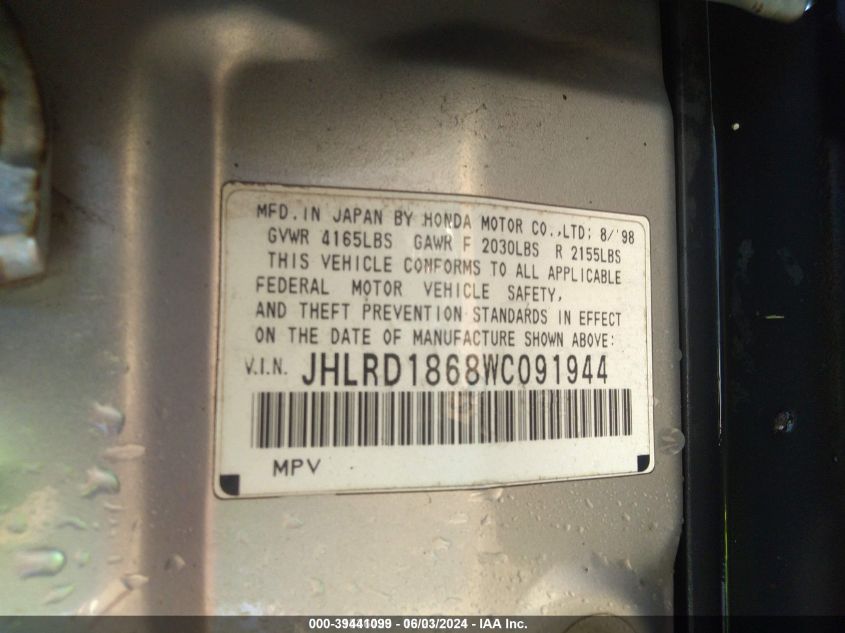 MFD. IN JAPAN BY HONDA MOTOR CO.,LTD; 8/'98
GVWR 4165LBS GAWR F 2030LBS R 2155LBS
THIS VEHICLE CONFORMS TO ALL APPLICABLE
FEDERAL MOTOR VEHICLE SAFETY,
AND THEFT PREVENTION STANDARDS IN EFFECT
ON THE DATE OF MANUFACTURE SHOWN ABOVE:
V.I.N. JHLRD1868WC091944
MPV
000-39441099 - 06/03/2024 - IAA Inc.